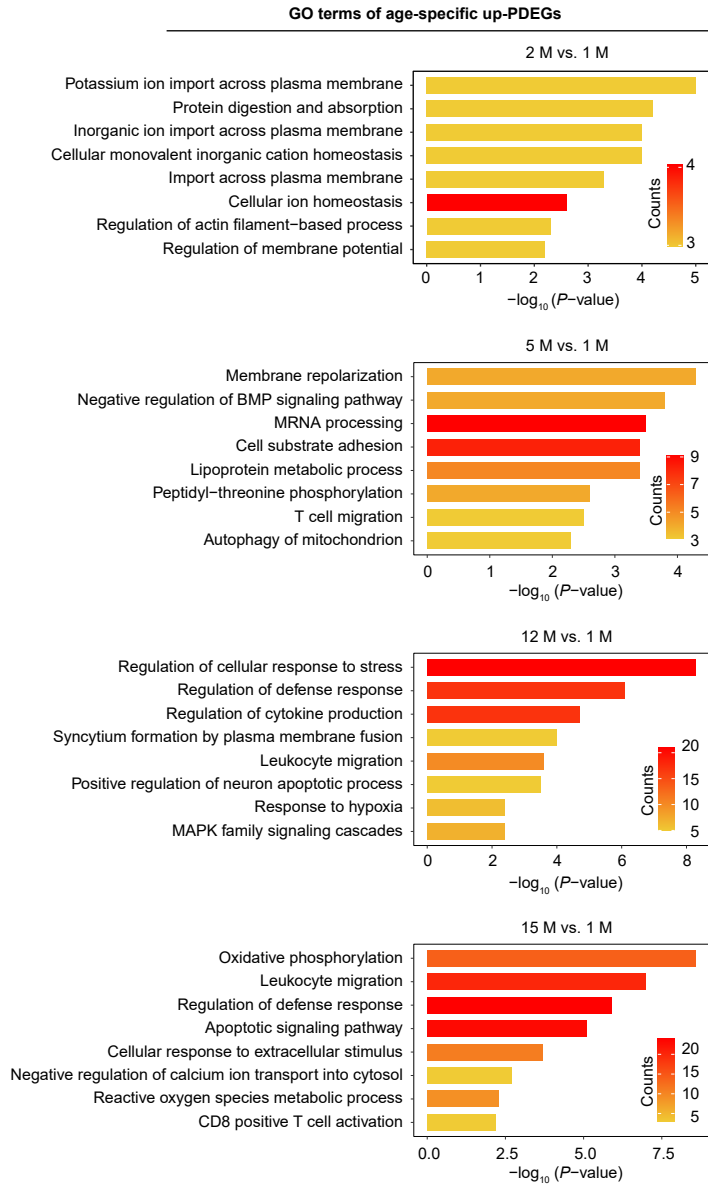 GO terms of age-specific up-PDEGs
2 M vs. 1 M
Potassium ion import across plasma membrane
Protein digestion and absorption
Inorganic ion import across plasma membrane
Cellular monovalent inorganic cation homeostasis
Import across plasma membrane
Cellular ion homeostasis
Regulation of actin filament-based process
Regulation of membrane potential
Counts
4
3
0 1 2 3 4 5
−log₁₀ (P−value)
5 M vs. 1 M
Membrane repolarization
Negative regulation of BMP signaling pathway
MRNA processing
Cell substrate adhesion
Lipoprotein metabolic process
Peptidyl−threonine phosphorylation
T cell migration
Autophagy of mitochondrion
Counts
9
7
5
3
0 1 2 3 4
−log₁₀ (P−value)
12 M vs. 1 M
Regulation of cellular response to stress
Regulation of defense response
Regulation of cytokine production
Syncytium formation by plasma membrane fusion
Leukocyte migration
Positive regulation of neuron apoptotic process
Response to hypoxia
MAPK family signaling cascades
Counts
20
15
10
5
0 2 4 6 8
−log₁₀ (P−value)
15 M vs. 1 M
Oxidative phosphorylation
Leukocyte migration
Regulation of defense response
Apoptotic signaling pathway
Cellular response to extracellular stimulus
Negative regulation of calcium ion transport into cytosol
Reactive oxygen species metabolic process
CD8 positive T cell activation
Counts
20
15
10
5
0.0 2.5 5.0 7.5
−log₁₀ (P−value)